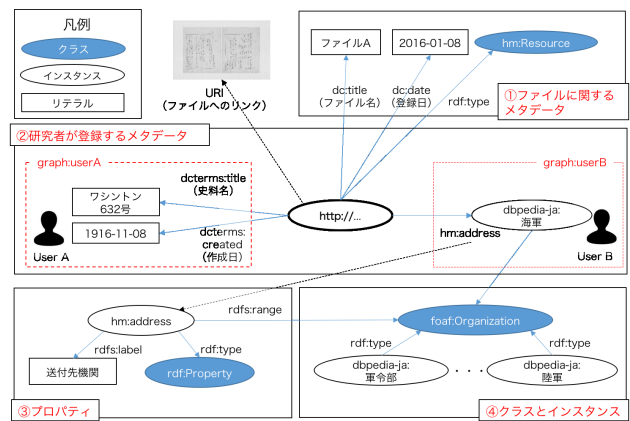 凡例
クラス
インスタンス
リテラル
URI
（ファイルへのリンク）
ファイルA
2016-01-08
hm:Resource
dc:title
（ファイル名）
dc:date
（登録日）
rdf:type
①ファイルに関する
メタデータ
②研究者が登録するメタデータ
graph:userA
dcterms:title
（史料名）
ワシントン
632号
1916-11-08
dcterms:
created
（作成日）
User A
http://...
graph:userB
dbpedia-ja:
海軍
hm:address
User B
hm:address
rdfs:range
rdfs:label
rdf:type
送付先機関
rdf:Property
③プロパティ
foaf:Organization
rdf:type
rdf:type
dbpedia-ja:
軍令部
・・・
dbpedia-ja:
陸軍
④クラスとインスタンス